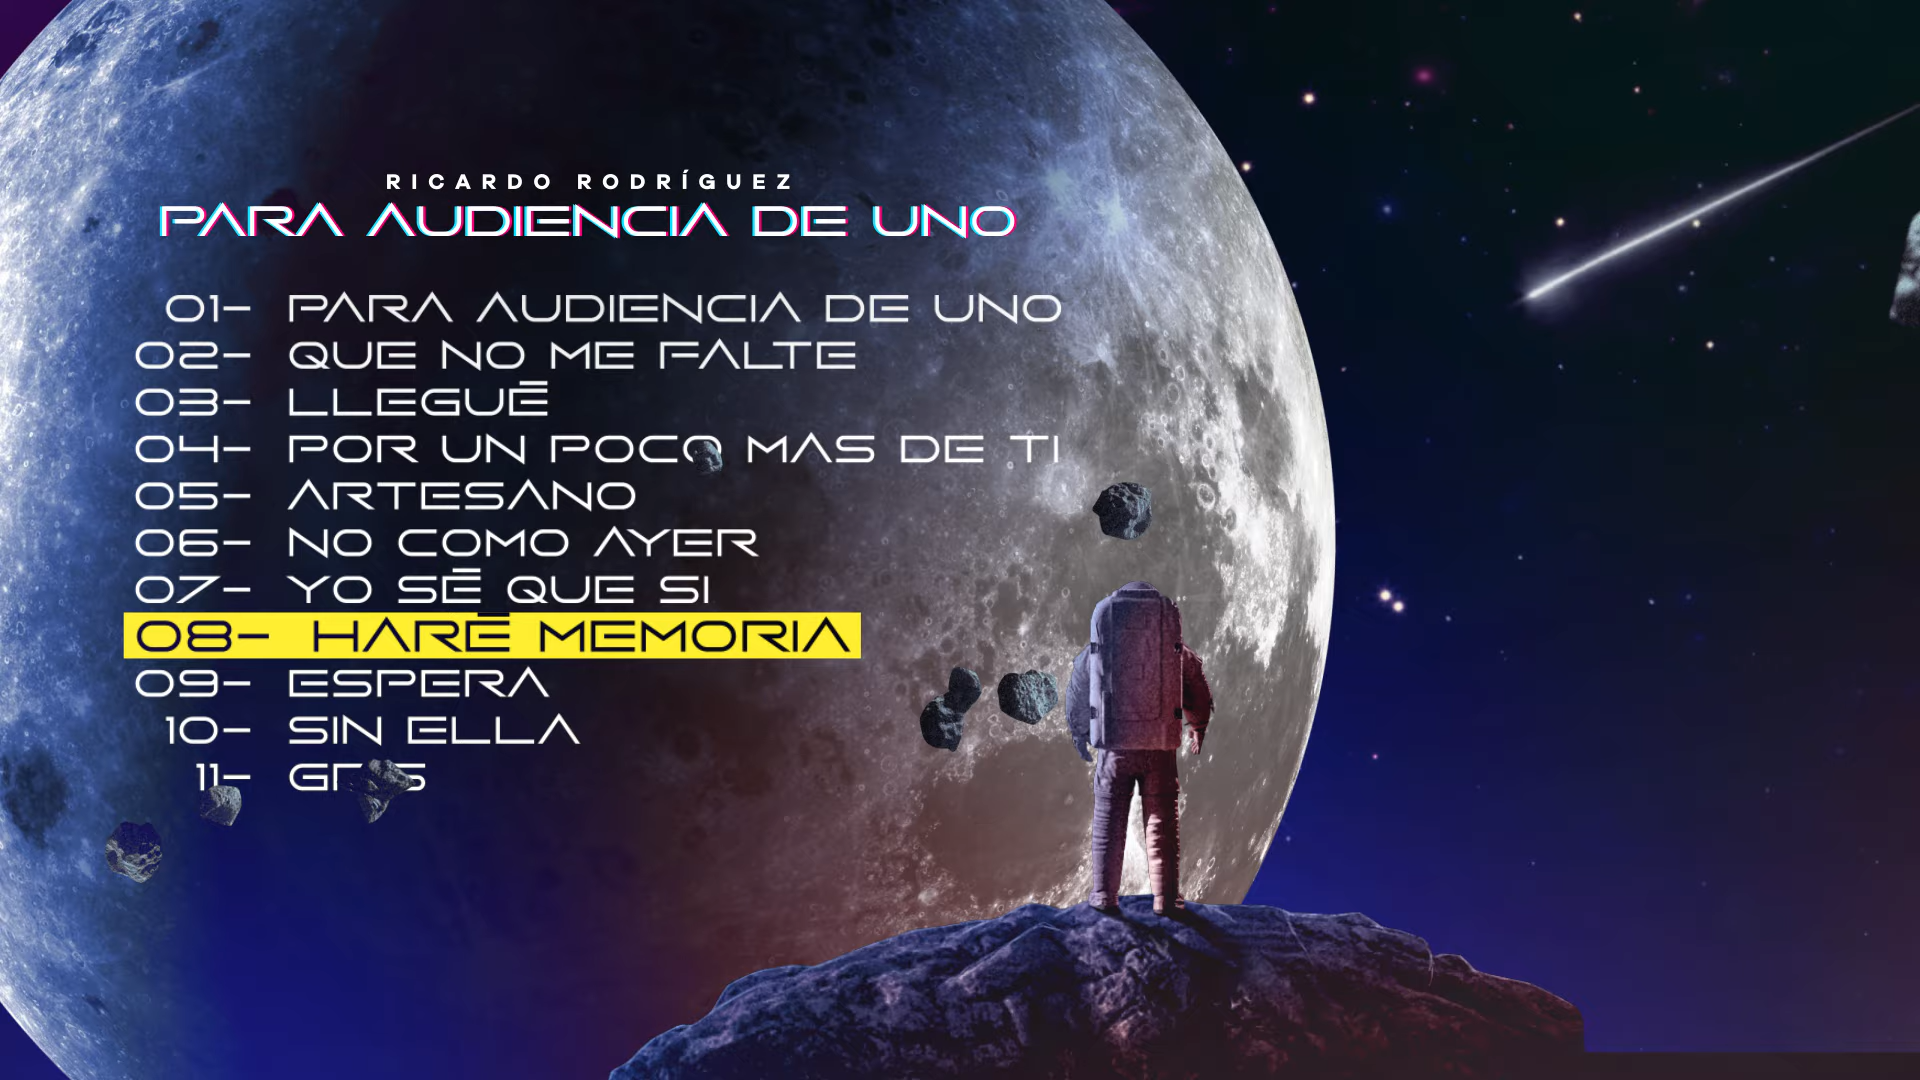 RICARDO RODRÍGUEZ
PARA AUDIENCIA DE UNO
01- PARA AUDIENCIA DE UNO
02- QUE NO ME FALTE
03- LLEGUÉ
04- POR UN POCO MAS DE TI
05- ARTESANO
06- NO COMO AYER
07- YO SÉ QUE SI
08- HARÉ MEMORIA
09- ESPERA
10- SIN ELLA
11- GRIS